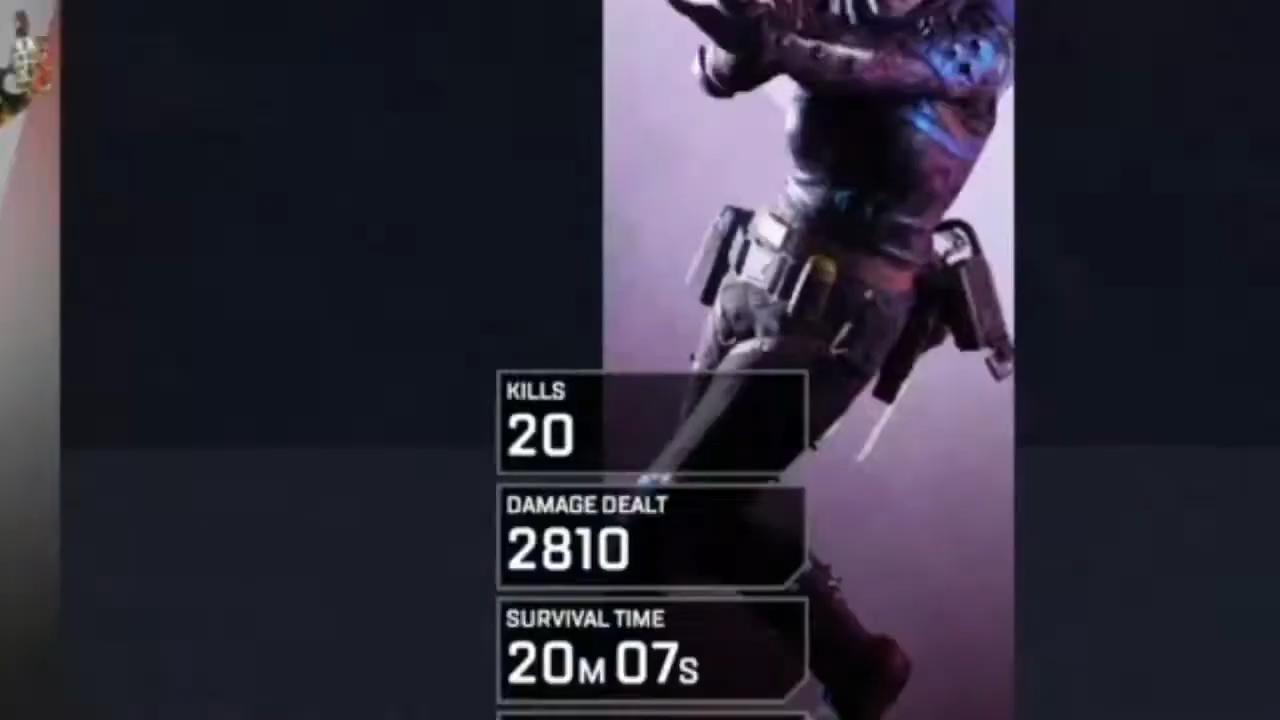 KILLS
20
DAMAGE DEALT
2810
SURVIVAL TIME
20M 07S